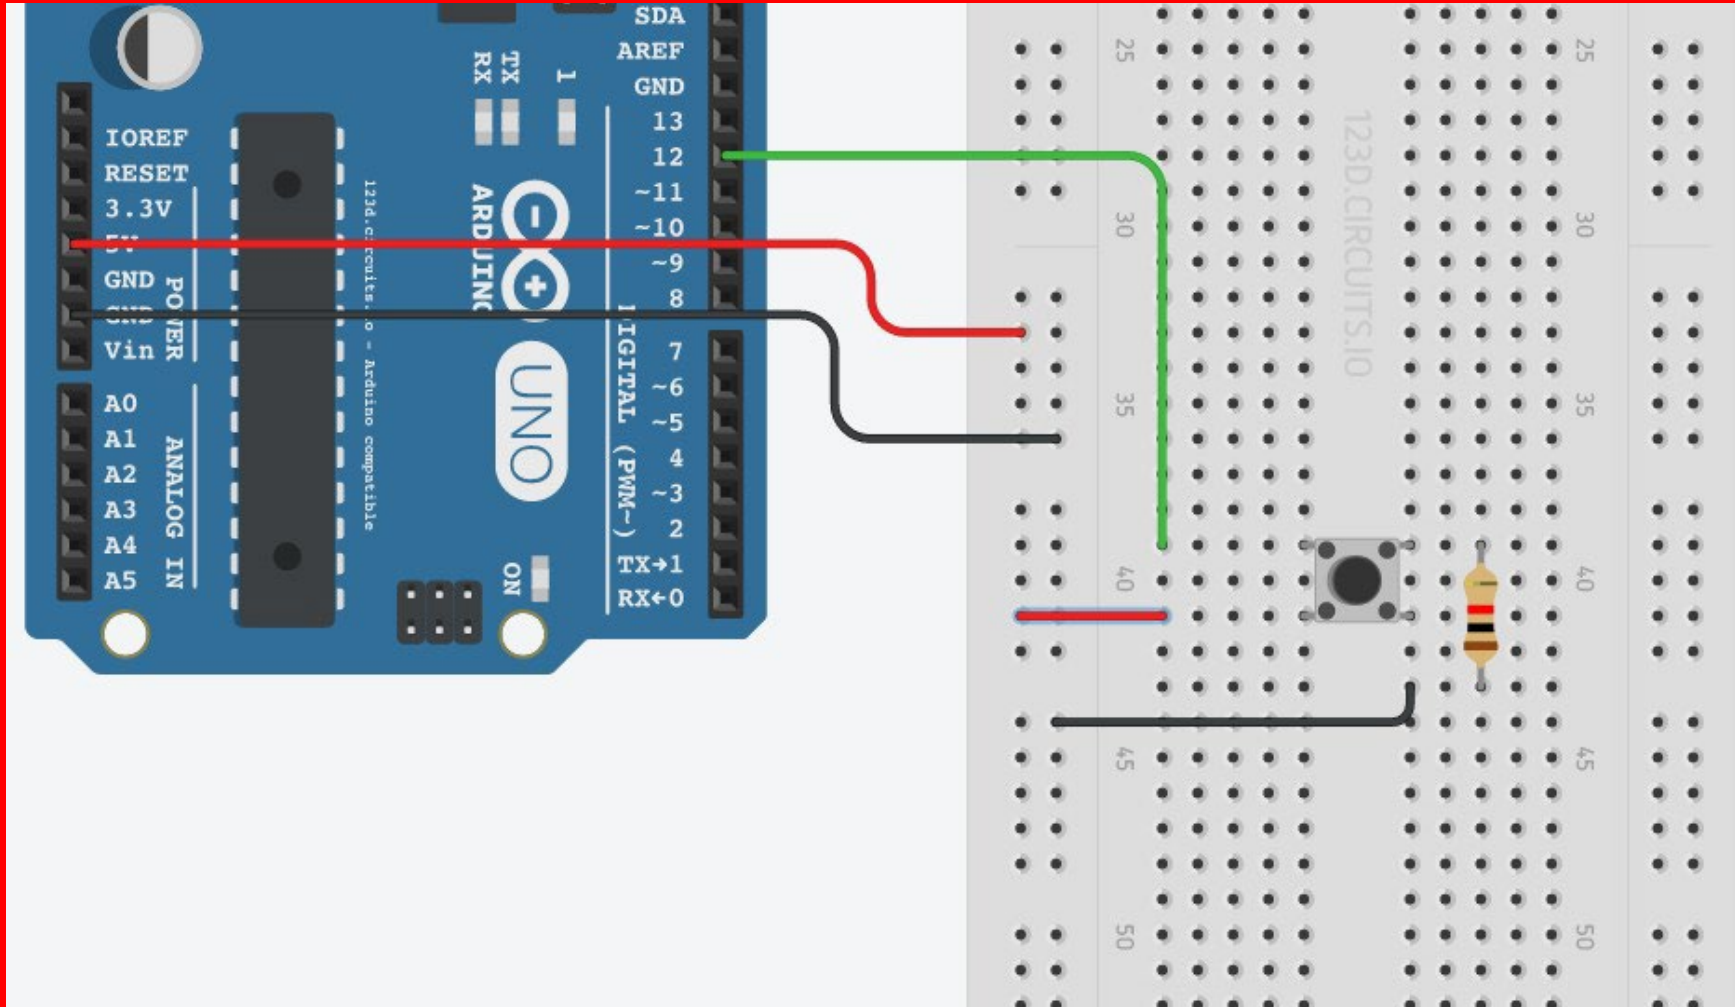 SDA
AREF
GND
13
12
~11
~10
~9
8
7
~6
~5
4
~3
2
TX→1
RX←0
DIGITAL (PWM~)
IOREF
RESET
3.3V
5V
GND
GND
Vin
POWER
A0
A1
A2
A3
A4
A5
ANALOG IN
RX
TX
L
ARDUINO
UNO
ON
123d.circuits.io - Arduino compatible
25
30
35
40
45
50
123D.CIRCUITS.IO
25
30
35
40
45
50